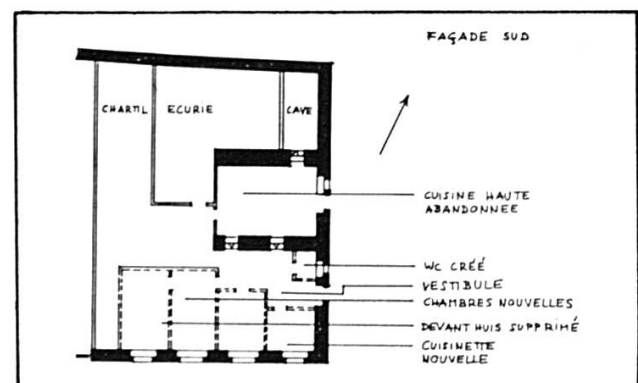 FAÇADE SUD
CHARTIL ECURIE CAVE
CUISINE HAUTE
ABANDONNEE
WC CRÉÉ
VESTIBULE
CHAMBRES NOUVELLES
DEVANT HUIS SUPPRIMÉ
CUISINETTE
NOUVELLE